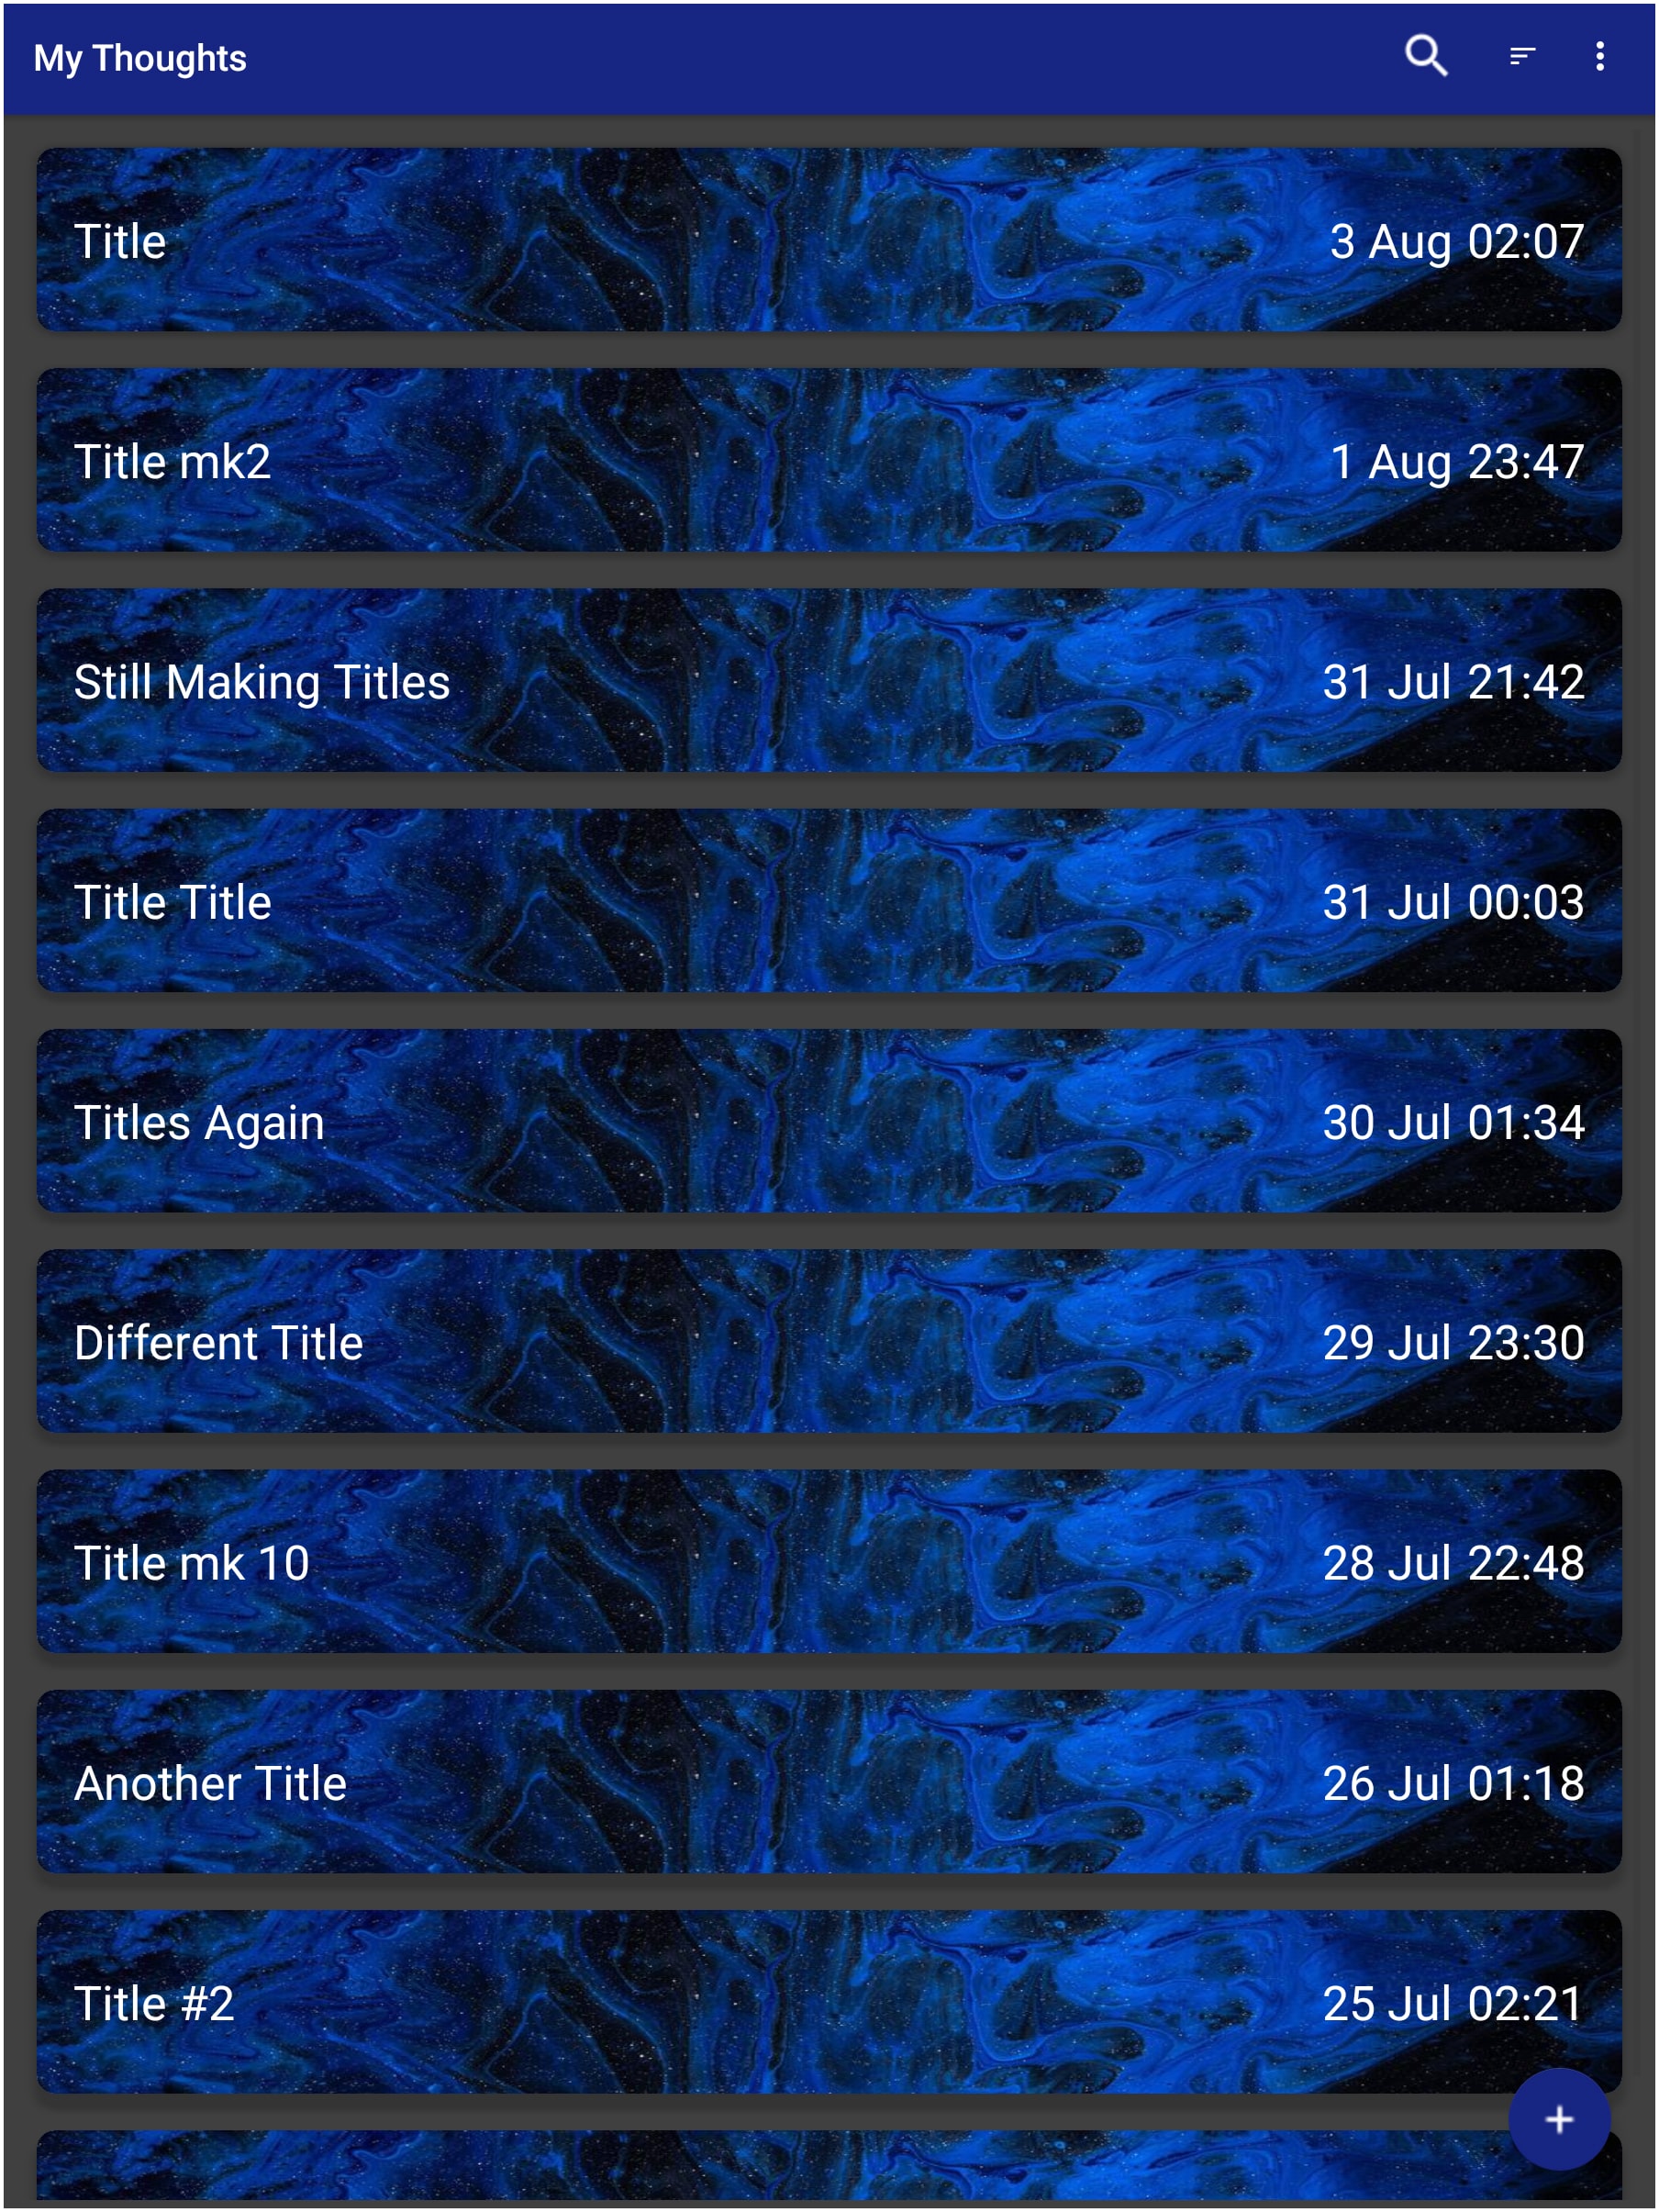 My Thoughts
Title 3 Aug 02:07
Title mk2 1 Aug 23:47
Still Making Titles 31 Jul 21:42
Title Title 31 Jul 00:03
Titles Again 30 Jul 01:34
Different Title 29 Jul 23:30
Title mk 10 28 Jul 22:48
Another Title 26 Jul 01:18
Title #2 25 Jul 02:21
+